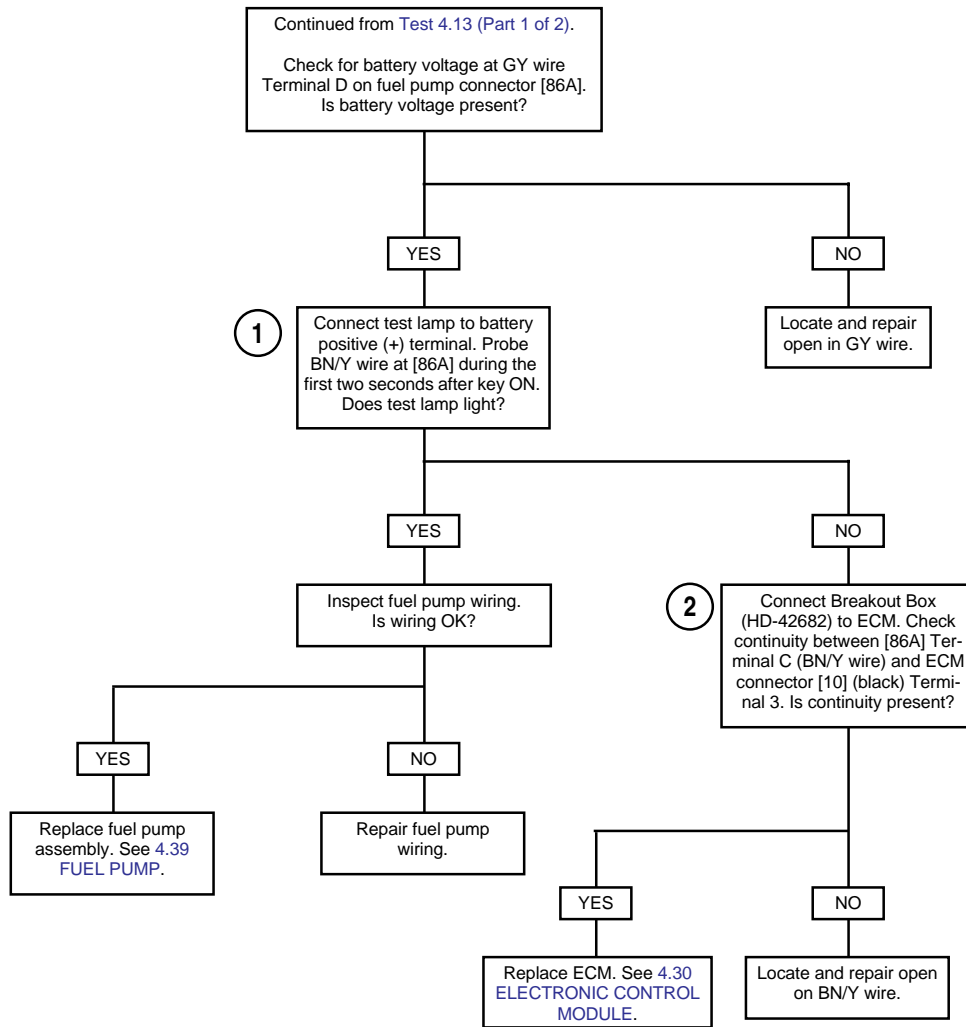 Continued from Test 4.13 (Part 1 of 2).
Check for battery voltage at GY wire
Terminal D on fuel pump connector [86A].
Is battery voltage present?
YES
NO
1
Connect test lamp to battery
positive (+) terminal. Probe
BN/Y wire at [86A] during the
first two seconds after key ON.
Does test lamp light?
Locate and repair
open in GY wire.
YES
NO
Inspect fuel pump wiring.
Is wiring OK?
2
Connect Breakout Box
(HD-42682) to ECM. Check
continuity between [86A] Ter-
minal C (BN/Y wire) and ECM
connector [10] (black) Termi-
nal 3. Is continuity present?
YES
NO
Replace fuel pump
assembly. See 4.39
FUEL PUMP.
Repair fuel pump
wiring.
YES
NO
Replace ECM. See 4.30
ELECTRONIC CONTROL
MODULE.
Locate and repair open
on BN/Y wire.